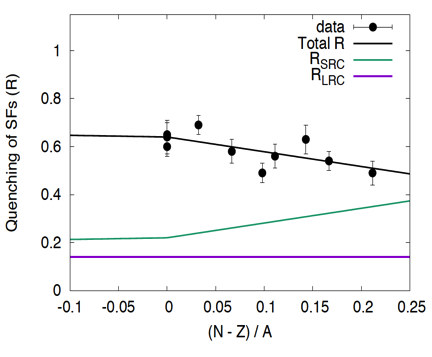 data
Total R
R_SRC
R_LRC
1
0.8
0.6
0.4
0.2
0
Quenching of SFs (R)
-0.1 -0.05 0 0.05 0.1 0.15 0.2 0.25
(N - Z) / A